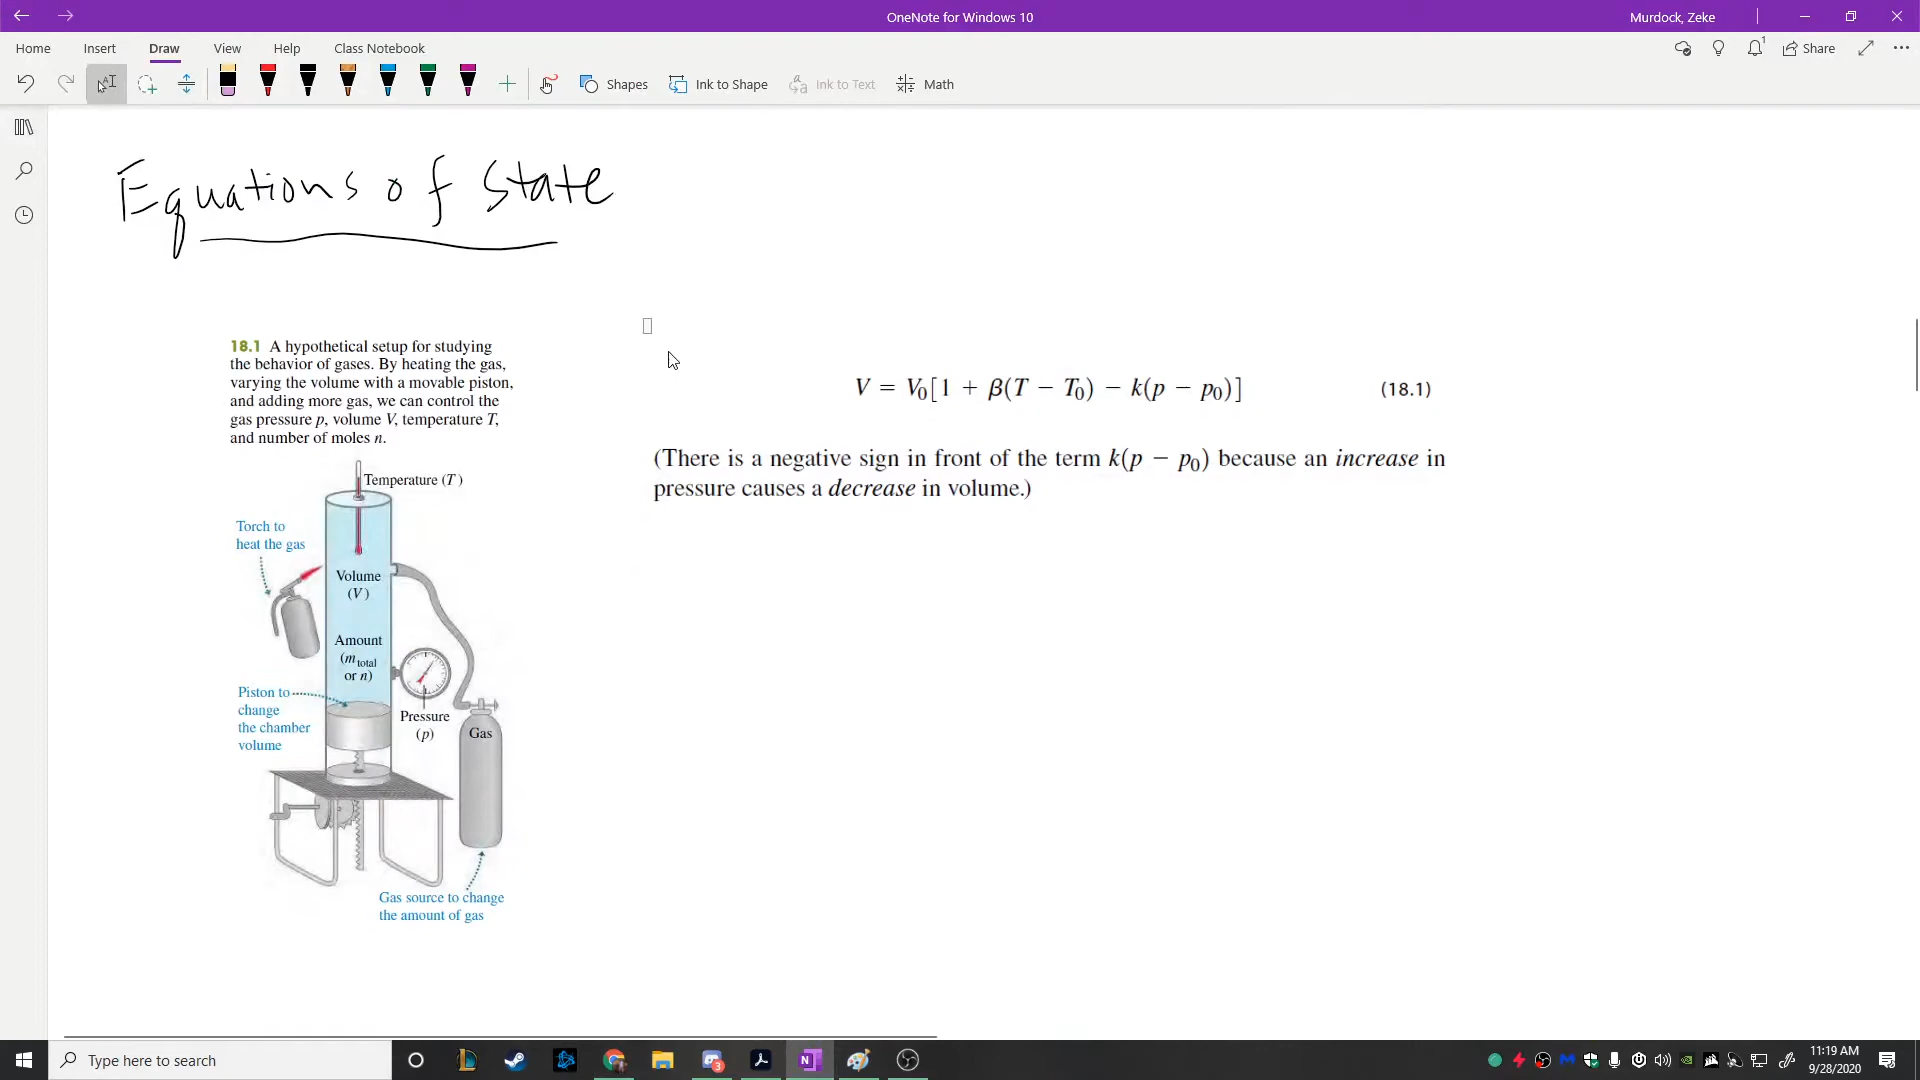 OneNote for Windows 10
Murdock, Zeke
Home Insert Draw View Help Class Notebook
1
Share
Shapes Ink to Shape Ink to Text Math
Equations of state
18.1 A hypothetical setup for studying
the behavior of gases. By heating the gas,
varying the volume with a movable piston,
and adding more gas, we can control the
gas pressure p, volume V, temperature T,
and number of moles n.
Temperature (T)
Torch to
heat the gas
Volume
(V)
Amount
(m total
or n)
Piston to
change
the chamber
volume
Pressure
(p)
Gas
Gas source to change
the amount of gas
V = V₀[1 + β(T − T₀) − k(p − p₀)] (18.1)
(There is a negative sign in front of the term k(p − p₀) because an increase in
pressure causes a decrease in volume.)
Type here to search
3
N
11:19 AM
9/28/2020